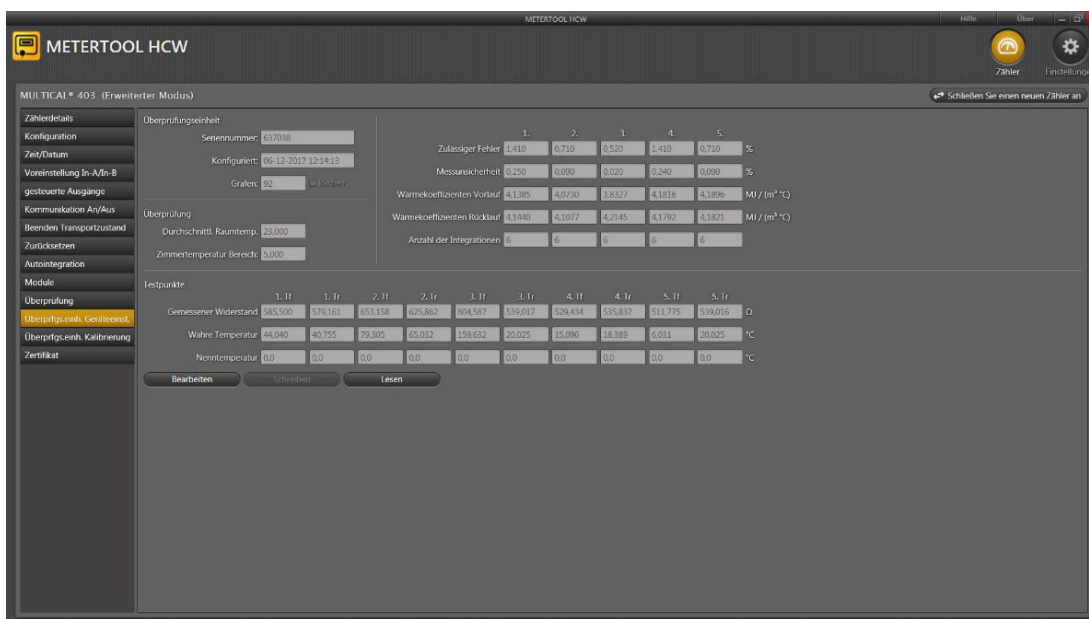 METERTOOL HCW
Hilfe
Über
METERTOOL HCW
Zähler
Einstellunge
MULTICAL® 403 (Erweiterter Modus)
Schließen Sie einen neuen Zähler an
Zählerdetails
Konfiguration
Zeit/Datum
Voreinstellung In-A/In-B
gesteuerte Ausgänge
Kommunikation An/Aus
Beenden Transportzustand
Zurücksetzen
Autointegration
Module
Überprüfung
Überprfgs.einh. Geräteeinst.
Überprfgs.einh. Kalibrierung
Zertifikat
Überprüfungseinheit
Seriennummer: 637038
Konfiguriert: 06-12-2017 12:14:13
Grafen: 92 löschen
Überprüfung
Durchschnittl. Raumtemp. 23,000
Zimmertemperatur Bereich: 5,000
1. 2. 3. 4. 5.
Zulässiger Fehler 1,410 0,710 0,520 1,410 0,710 %
Messunsicherheit 0,250 0,090 0,020 0,240 0,090 %
Wärmekoeffizienten Vorlauf 4,1385 4,0730 3,8327 4,1816 4,1896 MJ / (m³ °C)
Wärmekoeffizienten Rücklauf 4,1440 4,1077 4,2145 4,1792 4,1821 MJ / (m³ °C)
Anzahl der Integrationen 6 6 6 6 6
Testpunkte
1. Tf 1. Tr 2. Tf 2. Tr 3. Tf 3. Tr 4. Tf 4. Tr 5. Tf 5. Tr
Gemessener Widerstand 585,500 579,161 653,158 625,862 804,587 539,017 529,434 535,837 511,775 539,016 Ω
Wahre Temperatur 44,040 40,755 79,305 65,032 159,632 20,025 15,096 18,389 6,031 20,025 °C
Nenntemperatur 0,0 0,0 0,0 0,0 0,0 0,0 0,0 0,0 0,0 0,0 °C
Bearbeiten
Schreiben
Lesen